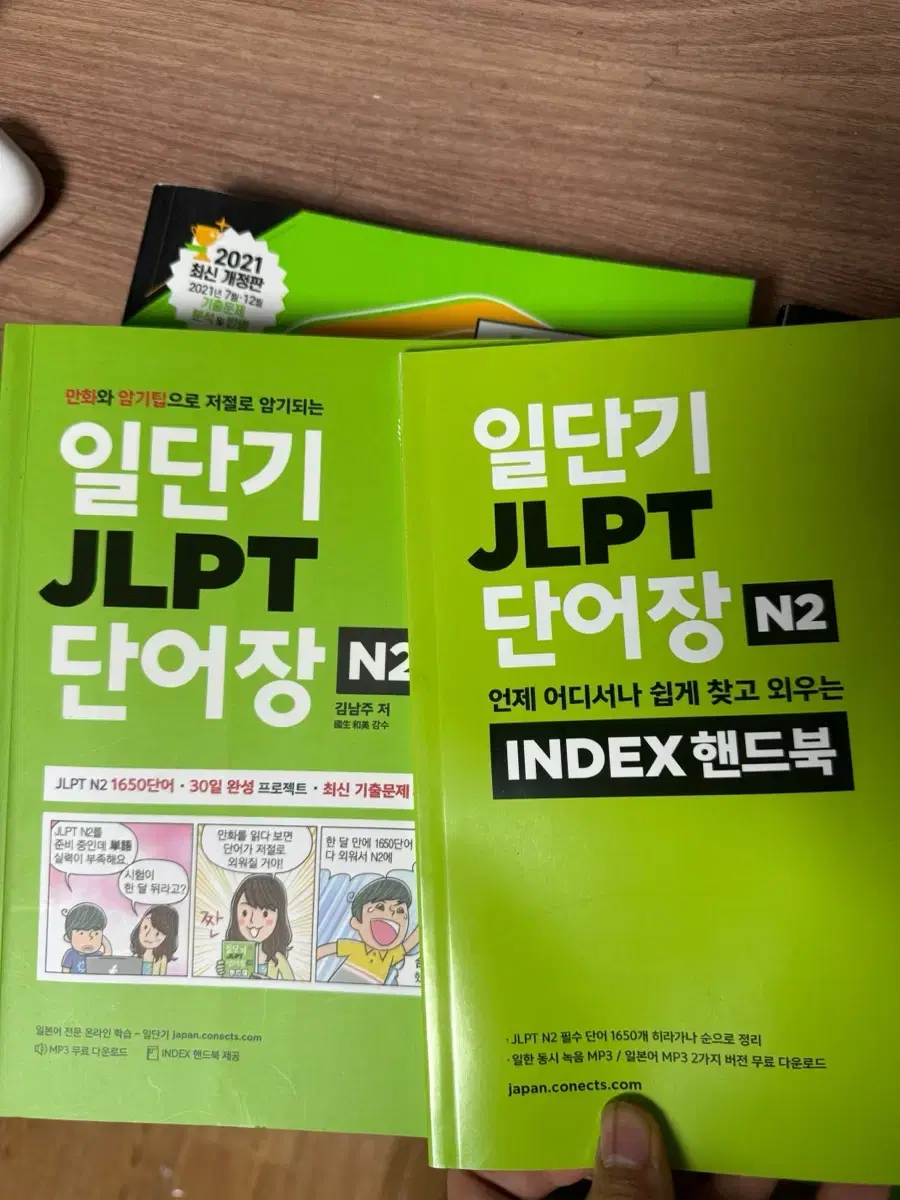 2021
최신 개정판
2021년 7월·12월
기출문제
분석 및 반영
만화와 암기팁으로 저절로 암기되는
일단기
JLPT
단어장 N2
김남주 저
國生 和美 감수
JLPT N2 1650단어 · 30일 완성 프로젝트 · 최신 기출문제
JLPT N2를
준비 중인데 単語
실력이 부족해요.
시험이
한 달 뒤라고?
만화를 읽다 보면
단어가 저절로
외워질 거야!
짠
일단기
JLPT
한 달 만에 1650단어
다 외워서 N2에
일본어 전문 온라인 학습 – 일단기 japan.conects.com
MP3 무료 다운로드 INDEX 핸드북 제공
일단기
JLPT
단어장 N2
언제 어디서나 쉽게 찾고 외우는
INDEX 핸드북
· JLPT N2 필수 단어 1650개 히라가나 순으로 정리
· 일한 동시 녹음 MP3 / 일본어 MP3 2가지 버전 무료 다운로드
japan.conects.com